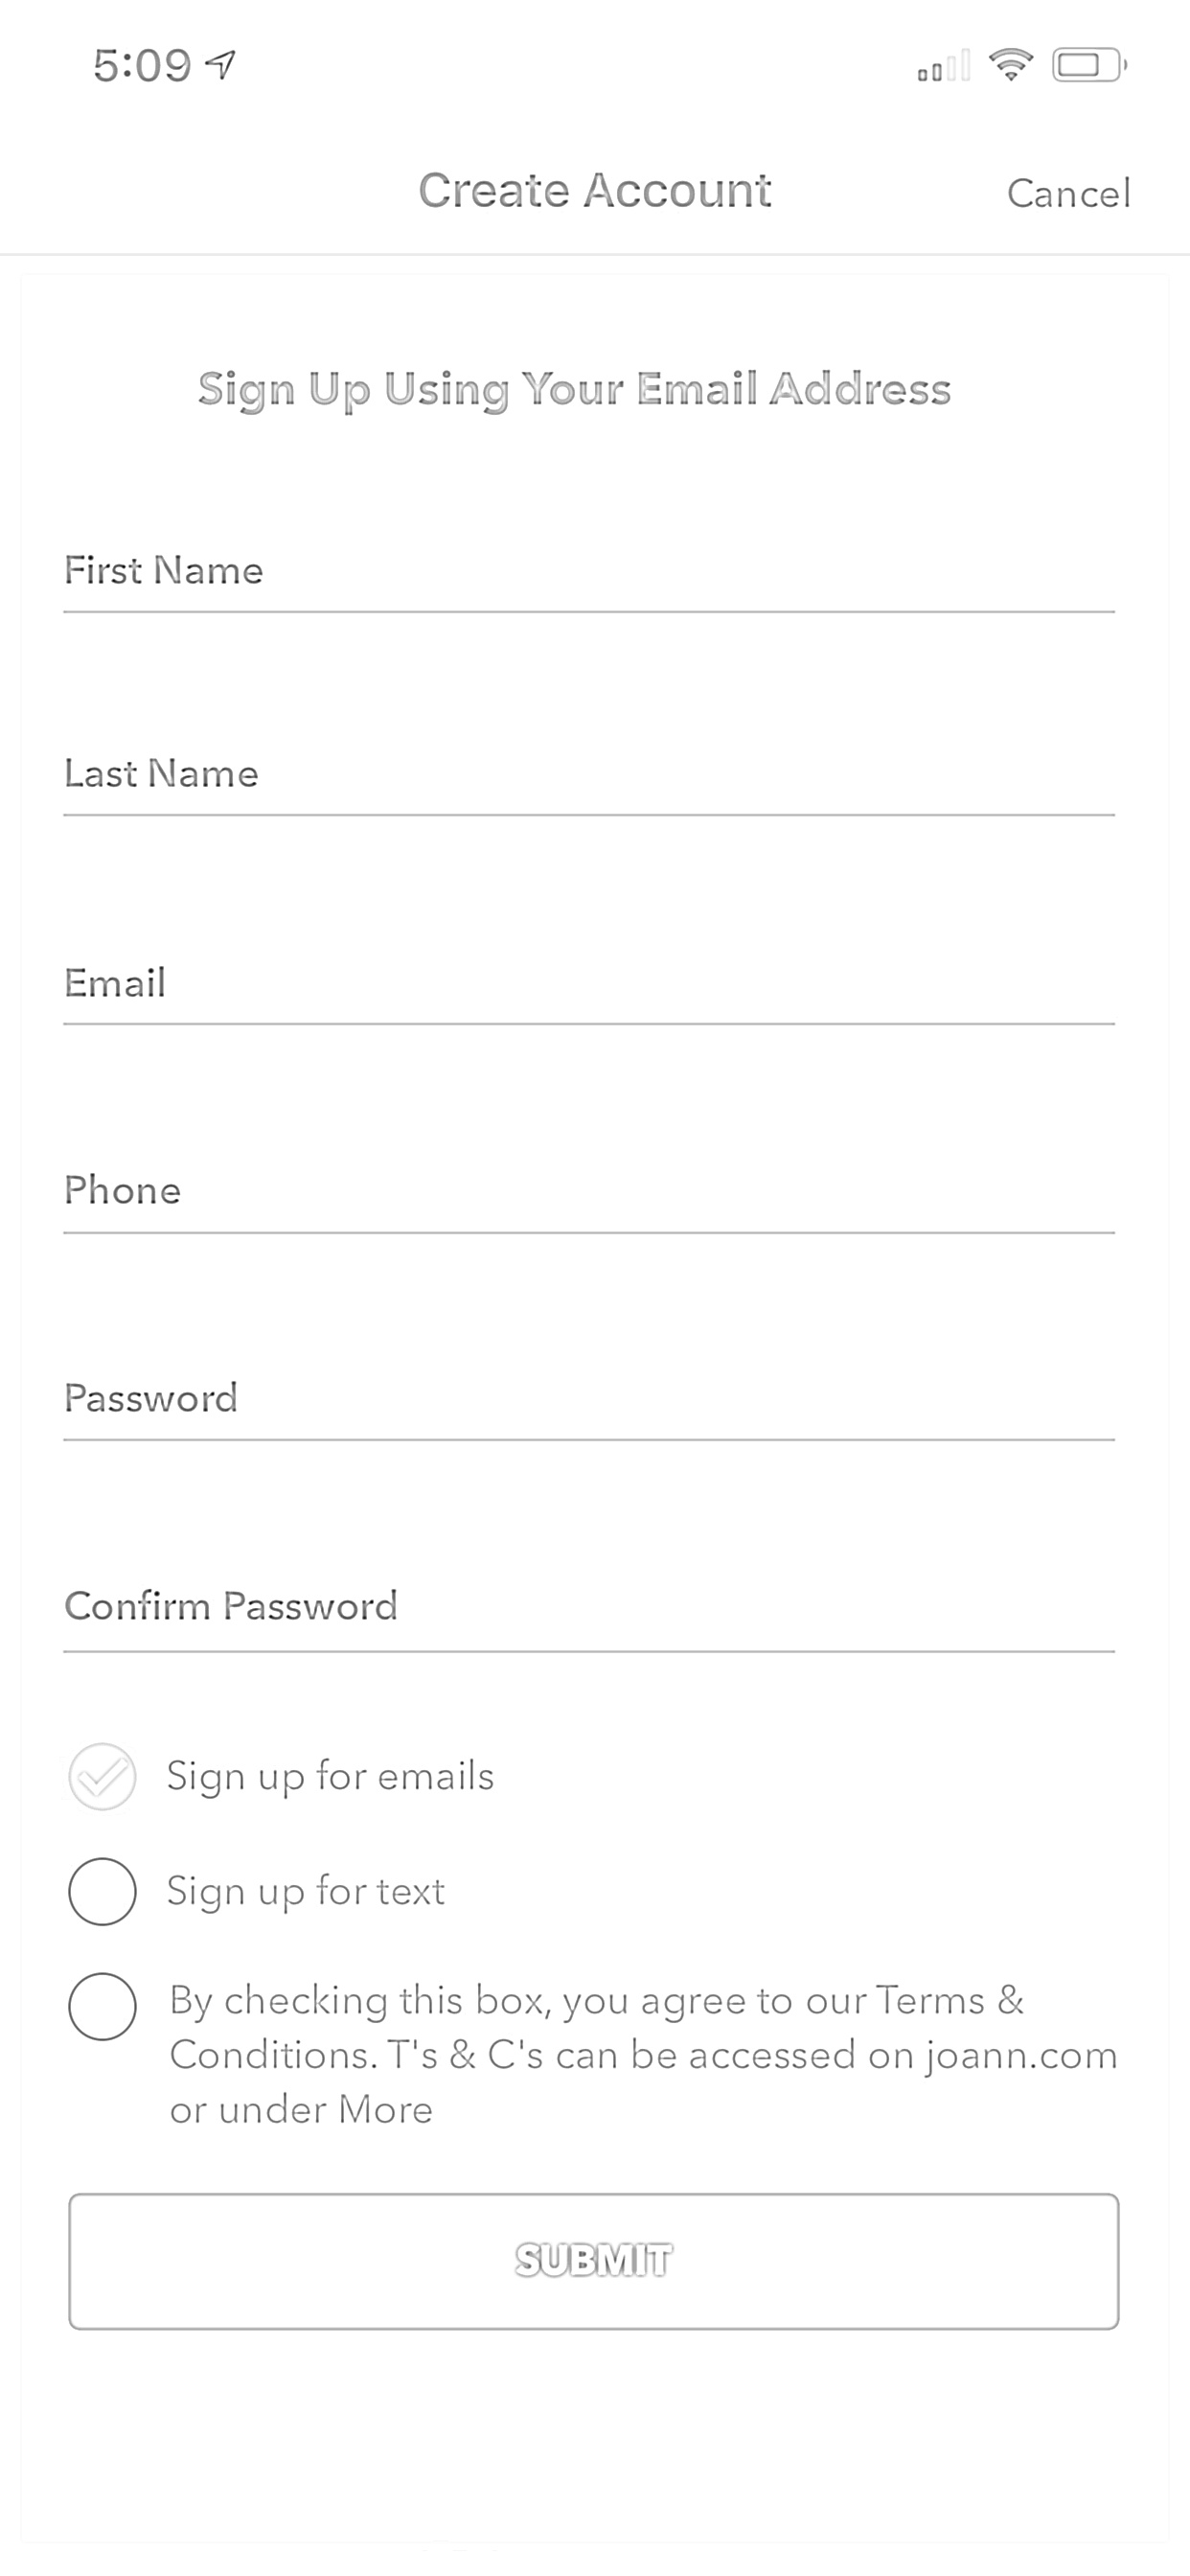 5:09
Create Account
Cancel
Sign Up Using Your Email Address
First Name
Last Name
Email
Phone
Password
Confirm Password
Sign up for emails
Sign up for text
By checking this box, you agree to our Terms &
Conditions. T's & C's can be accessed on joann.com
or under More
SUBMIT